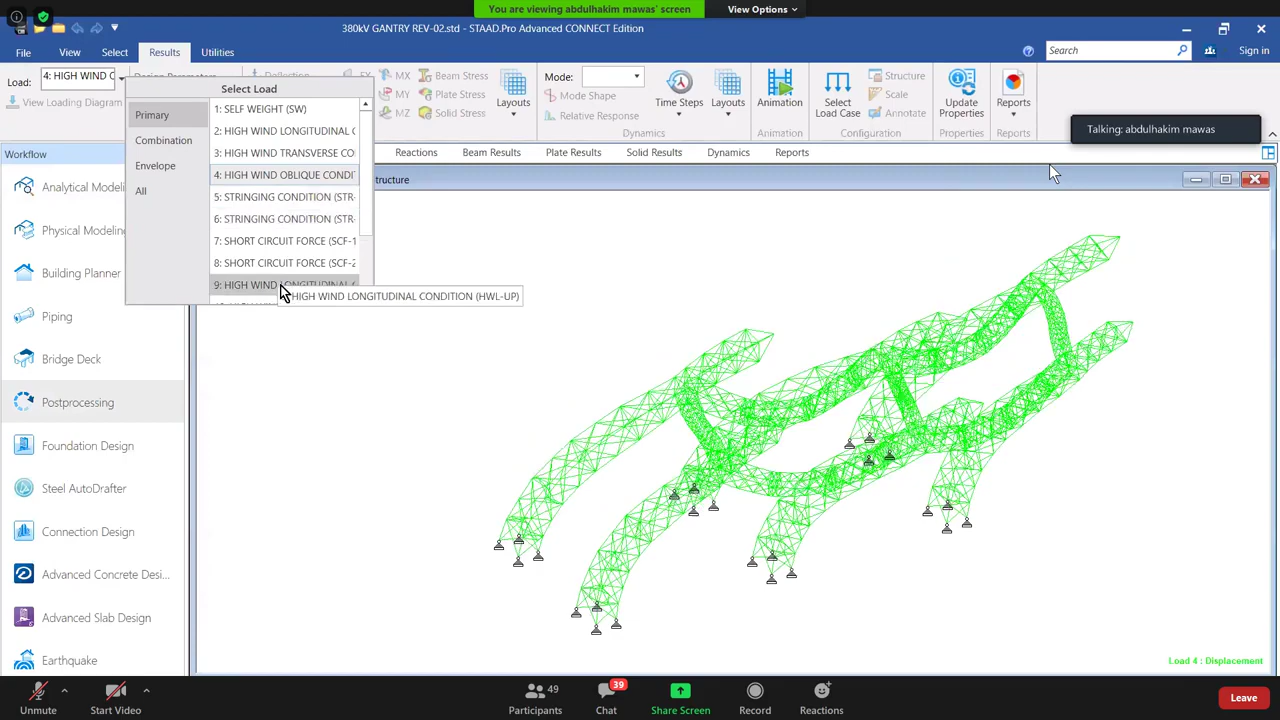 You are viewing abdulhakim mawas' screen
View Options
380kV GANTRY REV-02.std - STAAD.Pro Advanced CONNECT Edition
File
View
Select
Results
Utilities
Search
Sign in
Load:
4: HIGH WIND C
View Loading Diagram
Select Load
Primary
Combination
Envelope
All
1: SELF WEIGHT (SW)
2: HIGH WIND LONGITUDINAL C
3: HIGH WIND TRANSVERSE CO
4: HIGH WIND OBLIQUE CONDI
5: STRINGING CONDITION (STR-
6: STRINGING CONDITION (STR-
7: SHORT CIRCUIT FORCE (SCF-1
8: SHORT CIRCUIT FORCE (SCF-2
9: HIGH WIND LONGITUDINAL C
HIGH WIND LONGITUDINAL CONDITION (HWL-UP)
MX
MZ
Beam Stress
Plate Stress
Solid Stress
Layouts
Mode:
Mode Shape
Relative Response
Dynamics
Time Steps
Layouts
Animation
Animation
Select Load Case
Structure
Scale
Annotate
Configuration
Update Properties
Properties
Reports
Reports
Talking: abdulhakim mawas
Workflow
Reactions
Beam Results
Plate Results
Solid Results
Dynamics
Reports
tructure
Analytical Modeli
Physical Modeling
Building Planner
Piping
Bridge Deck
Postprocessing
Foundation Design
Steel AutoDrafter
Connection Design
Advanced Concrete Desi...
Advanced Slab Design
Earthquake
Load 4 : Displacement
Unmute
Start Video
49
Participants
39
Chat
Share Screen
Record
Reactions
Leave